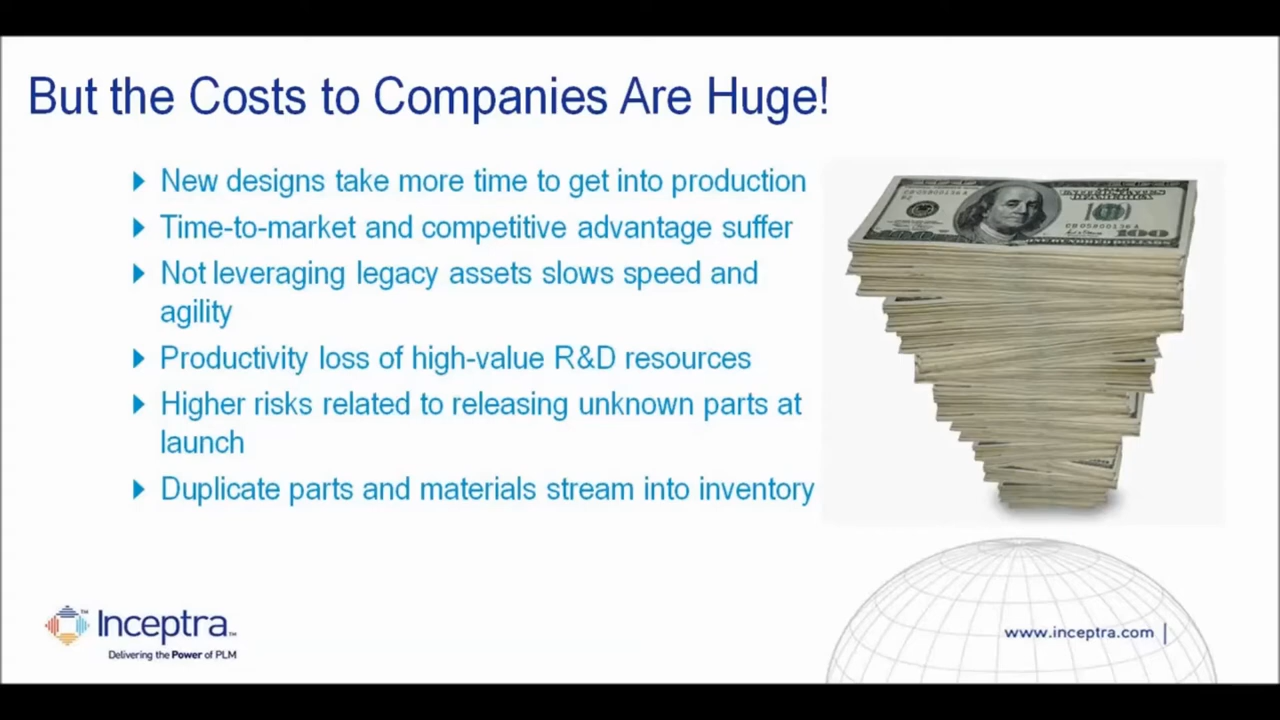 But the Costs to Companies Are Huge!
New designs take more time to get into production
Time-to-market and competitive advantage suffer
Not leveraging legacy assets slows speed and
agility
Productivity loss of high-value R&D resources
Higher risks related to releasing unknown parts at
launch
Duplicate parts and materials stream into inventory
100
Inceptra™
Delivering the Power of PLM
www.inceptra.com